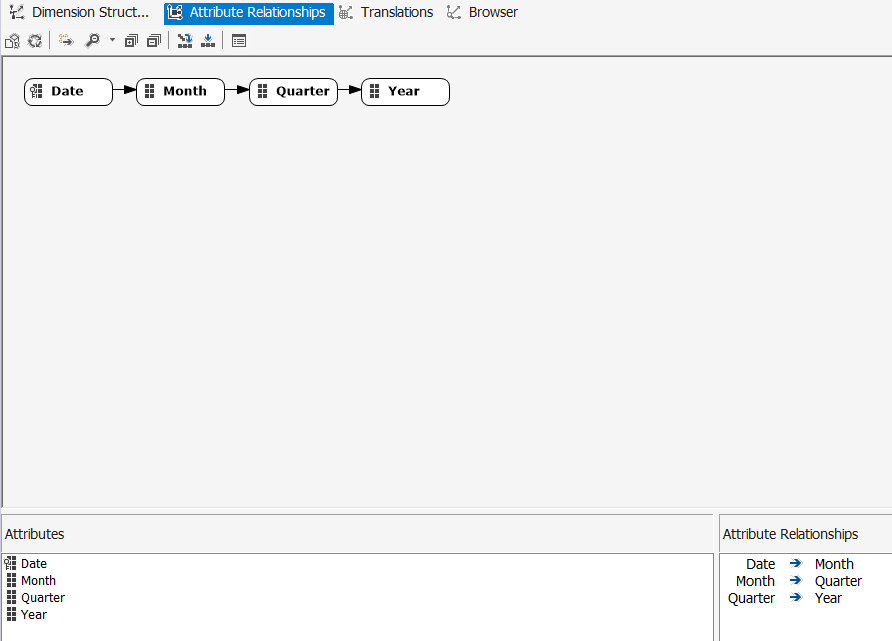 Dimension Struct... Attribute Relationships Translations Browser
Date Month Quarter Year
Attributes
Date
Month
Quarter
Year
Attribute Relationships
Date Month
Month Quarter
Quarter Year